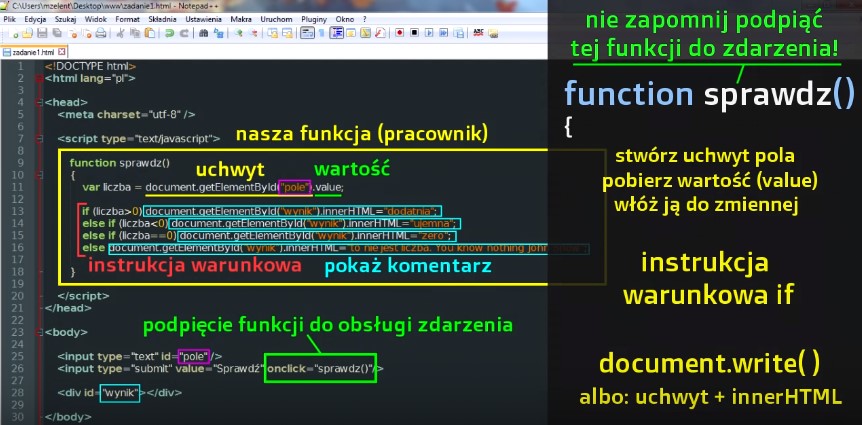 C:\Users\mzelent\Desktop\www\zadanie1.html - Notepad++
Plik Edycja Szukaj Widok Format Składnia Ustawienia Makra Uruchom Pluginy Okno ?
zadanie1.html
1 <!DOCTYPE html>
2 <html lang="pl">
3
4 <head>
5 <meta charset="utf-8" />
6
7 <script type="text/javascript">
nasza funkcja (pracownik)
8
9 function sprawdz()
10 {
uchwyt wartość
11 var liczba = document.getElementById("pole").value;
12
13 if (liczba>0) document.getElementById("wynik").innerHTML="dodatnia";
14 else if (liczba<0) document.getElementById("wynik").innerHTML="ujemna";
15 else if (liczba==0) document.getElementById("wynik").innerHTML="zero";
16 else document.getElementById("wynik").innerHTML="to nie jest liczba. You know nothing john
17
instrukcja warunkowa pokaż komentarz
18 }
19
20 </script>
21 </head>
22
podpięcie funkcji do obsługi zdarzenia
23 <body>
24
25 <input type="text" id="pole" />
26 <input type="submit" value="Sprawdź" onclick="sprawdz()"/>
27
28 <div id="wynik"></div>
29
30 </body>
nie zapomnij podpiąć
tej funkcji do zdarzenia!
function sprawdz()
{
stwórz uchwyt pola
pobierz wartość (value)
włóż ją do zmiennej
instrukcja
warunkowa if
document.write( )
albo: uchwyt + innerHTML